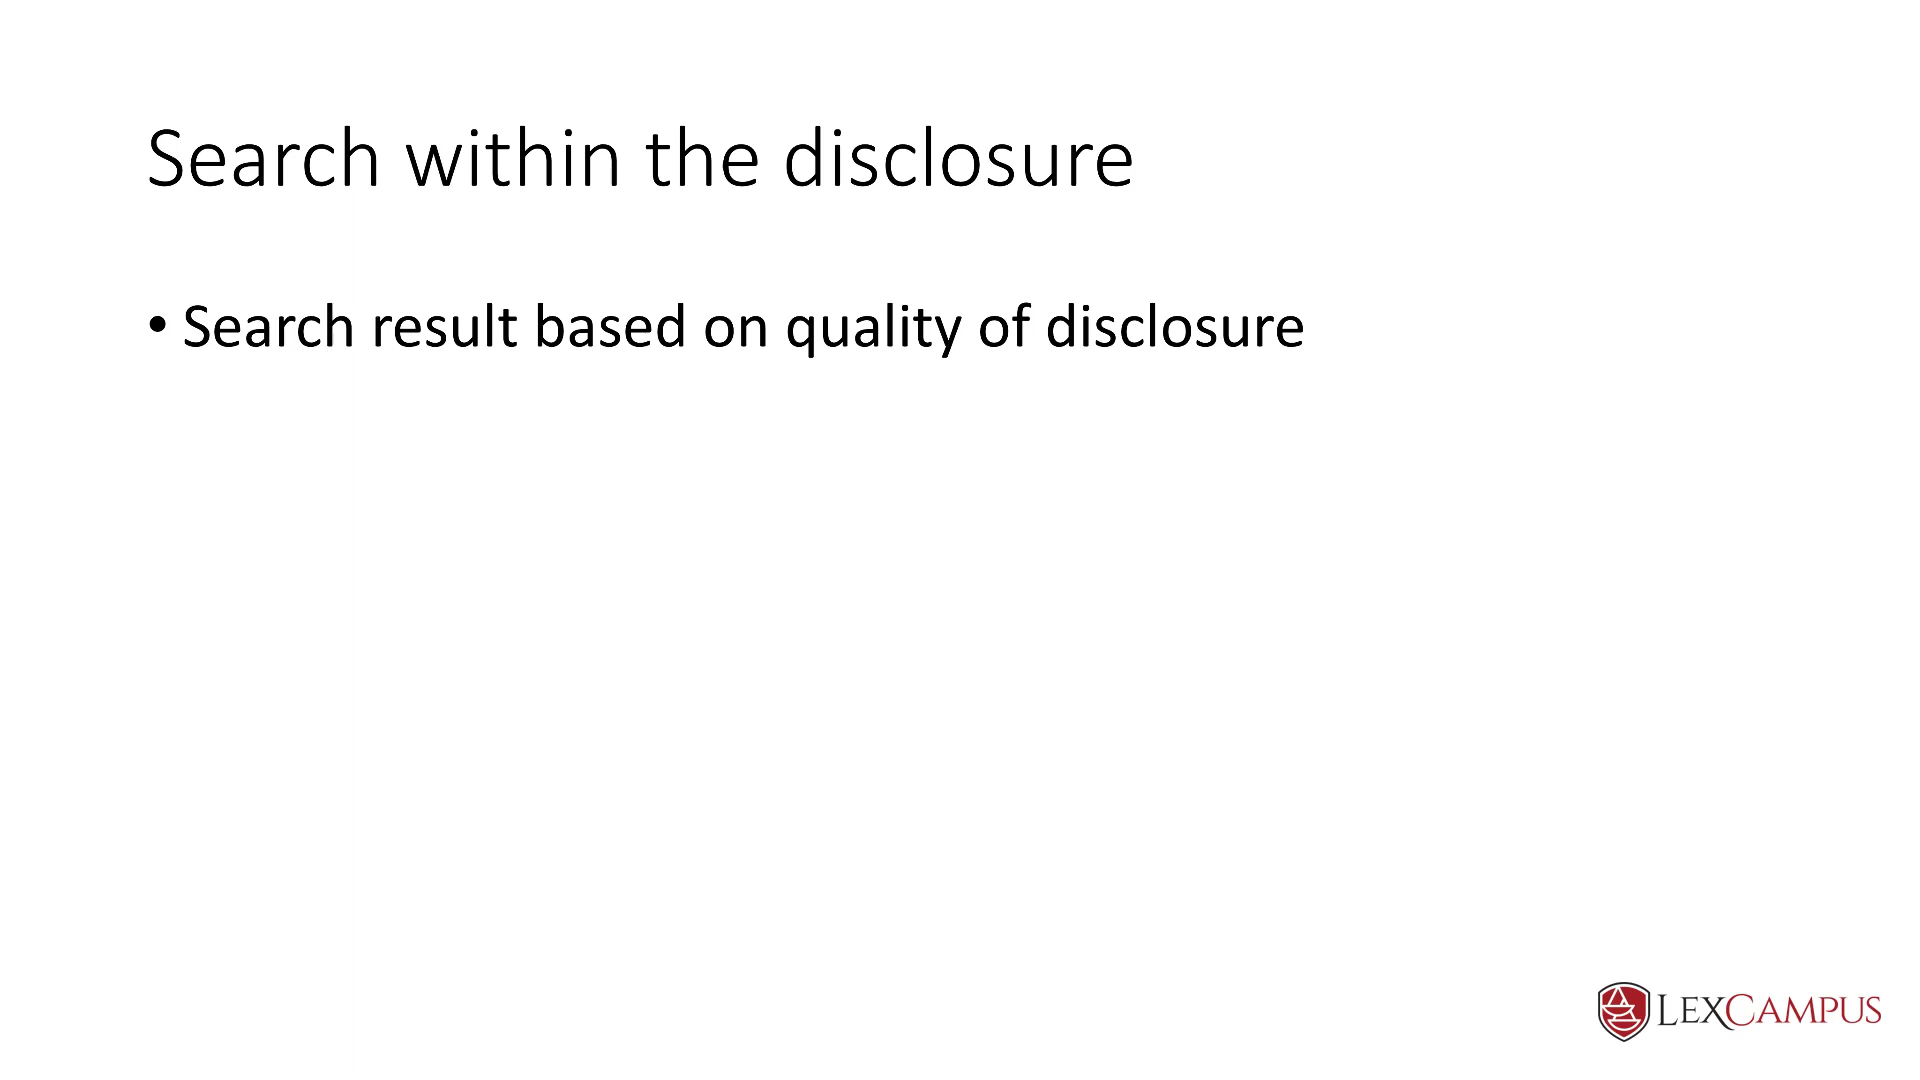 Search within the disclosure
• Search result based on quality of disclosure
LEXCAMPUS